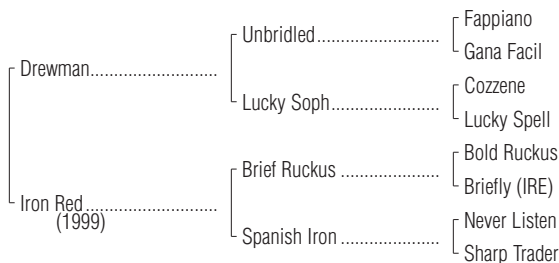 Fappiano
Unbridled........................
Gana Facil
Drewman.........................
Cozzene
Lucky Soph.....................
Lucky Spell
Bold Ruckus
Brief Ruckus ...................
Briefly (IRE)
Iron Red..........................
(1999)
Never Listen
Spanish Iron...................
Sharp Trader